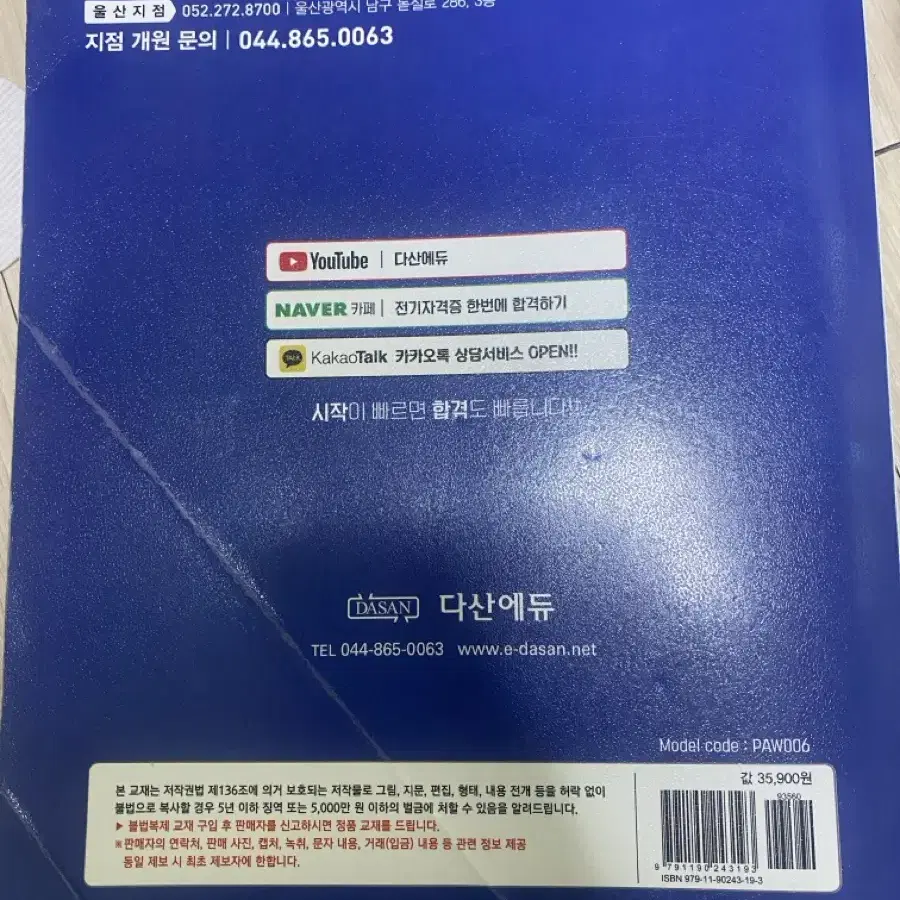 울산지점 052.272.8700 | 울산광역시 남구 돋질로 286, 3층
지점 개원 문의 | 044.865.0063
YouTube | 다산에듀
NAVER 카페 | 전기자격증 한번에 합격하기
TALK KakaoTalk 카카오톡 상담서비스 OPEN!!
시작이 빠르면 합격도 빠릅니다!!
DASAN 다산에듀
TEL 044-865-0063 www.e-dasan.net
Model code : PAW006
값 35,900원
본 교재는 저작권법 제136조에 의거 보호되는 저작물로 그림, 지문, 편집, 형태, 내용 전개 등을 허락 없이
불법으로 복사할 경우 5년 이하 징역 또는 5,000만 원 이하의 벌금에 처할 수 있음을 알려드립니다.
▶ 불법복제 교재 구입 후 판매자를 신고하시면 정품 교재를 드립니다.
※판매자의 연락처, 판매 사진, 캡처, 녹취, 문자 내용, 거래(입금) 내용 등 관련 정보 제공
동일 제보 시 최초 제보자에 한합니다.
93560
9 791190 243193
ISBN 979-11-90243-19-3